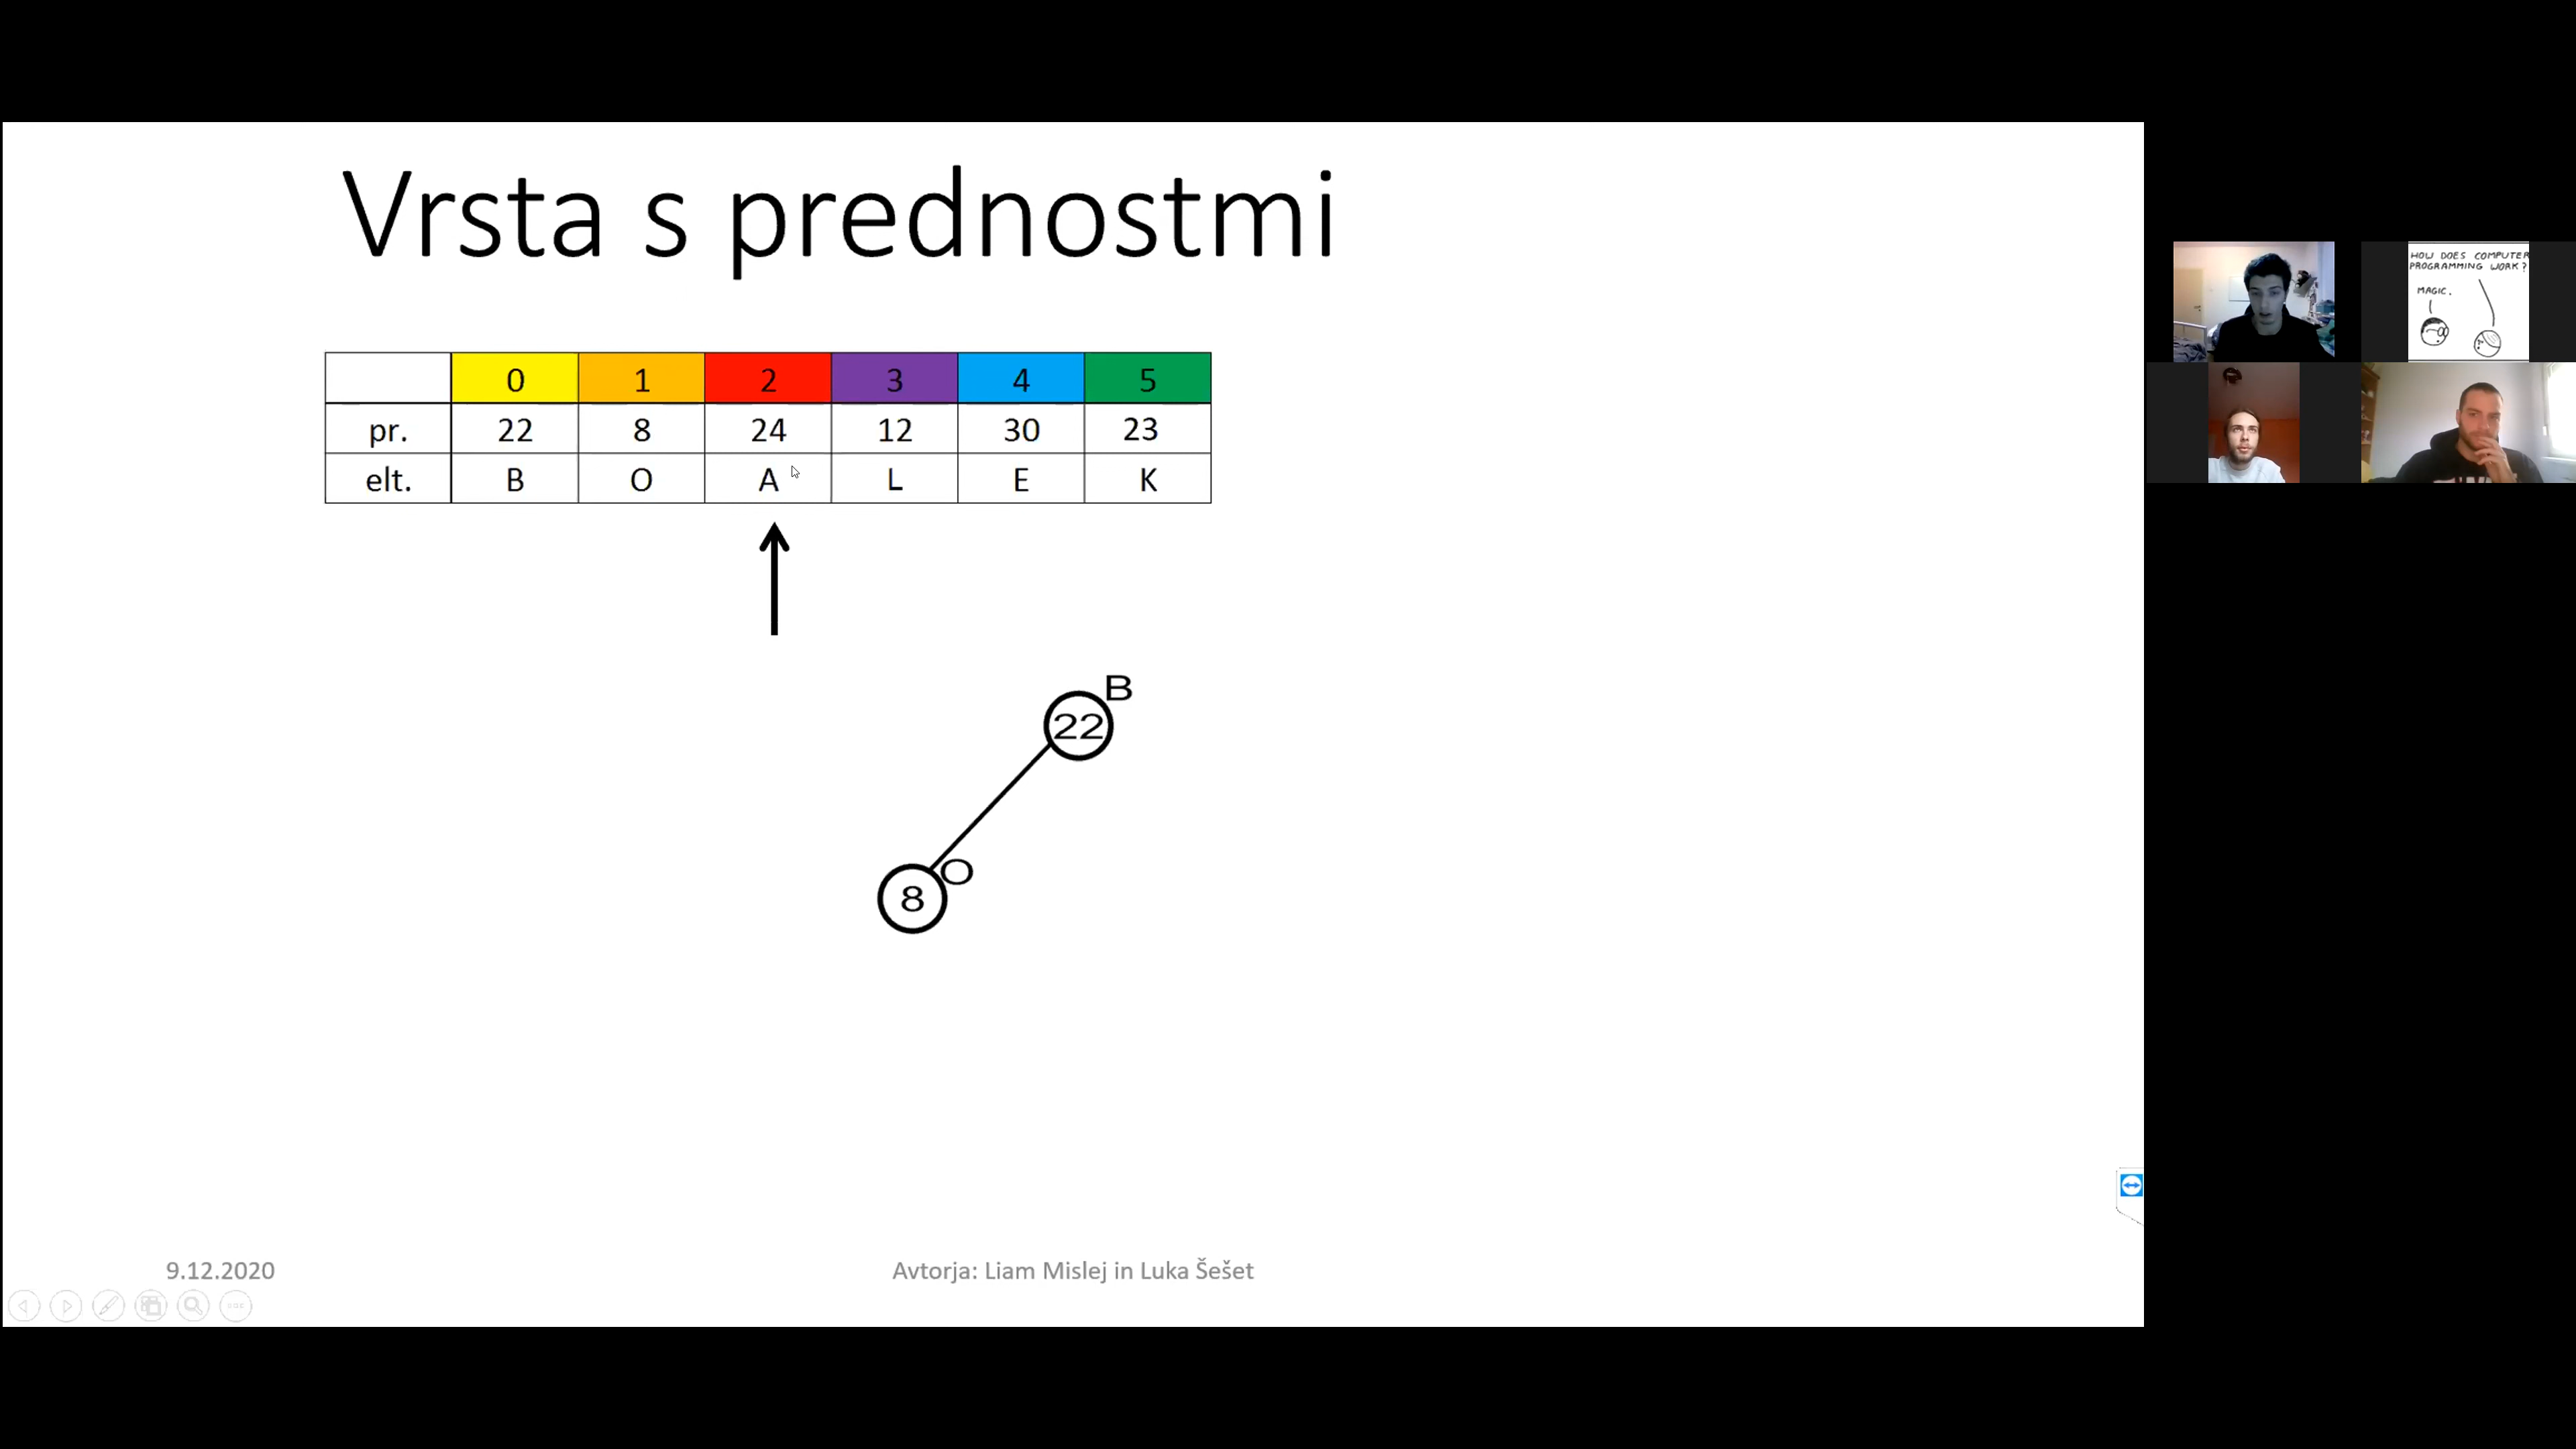 Vrsta s prednostmi
0 1 2 3 4 5
pr. 22 8 24 12 30 23
elt. B O A L E K
B
22
O
8
9.12.2020
Avtorja: Liam Mislej in Luka Šešet
HOW DOES COMPUTER
PROGRAMMING WORK?
MAGIC.